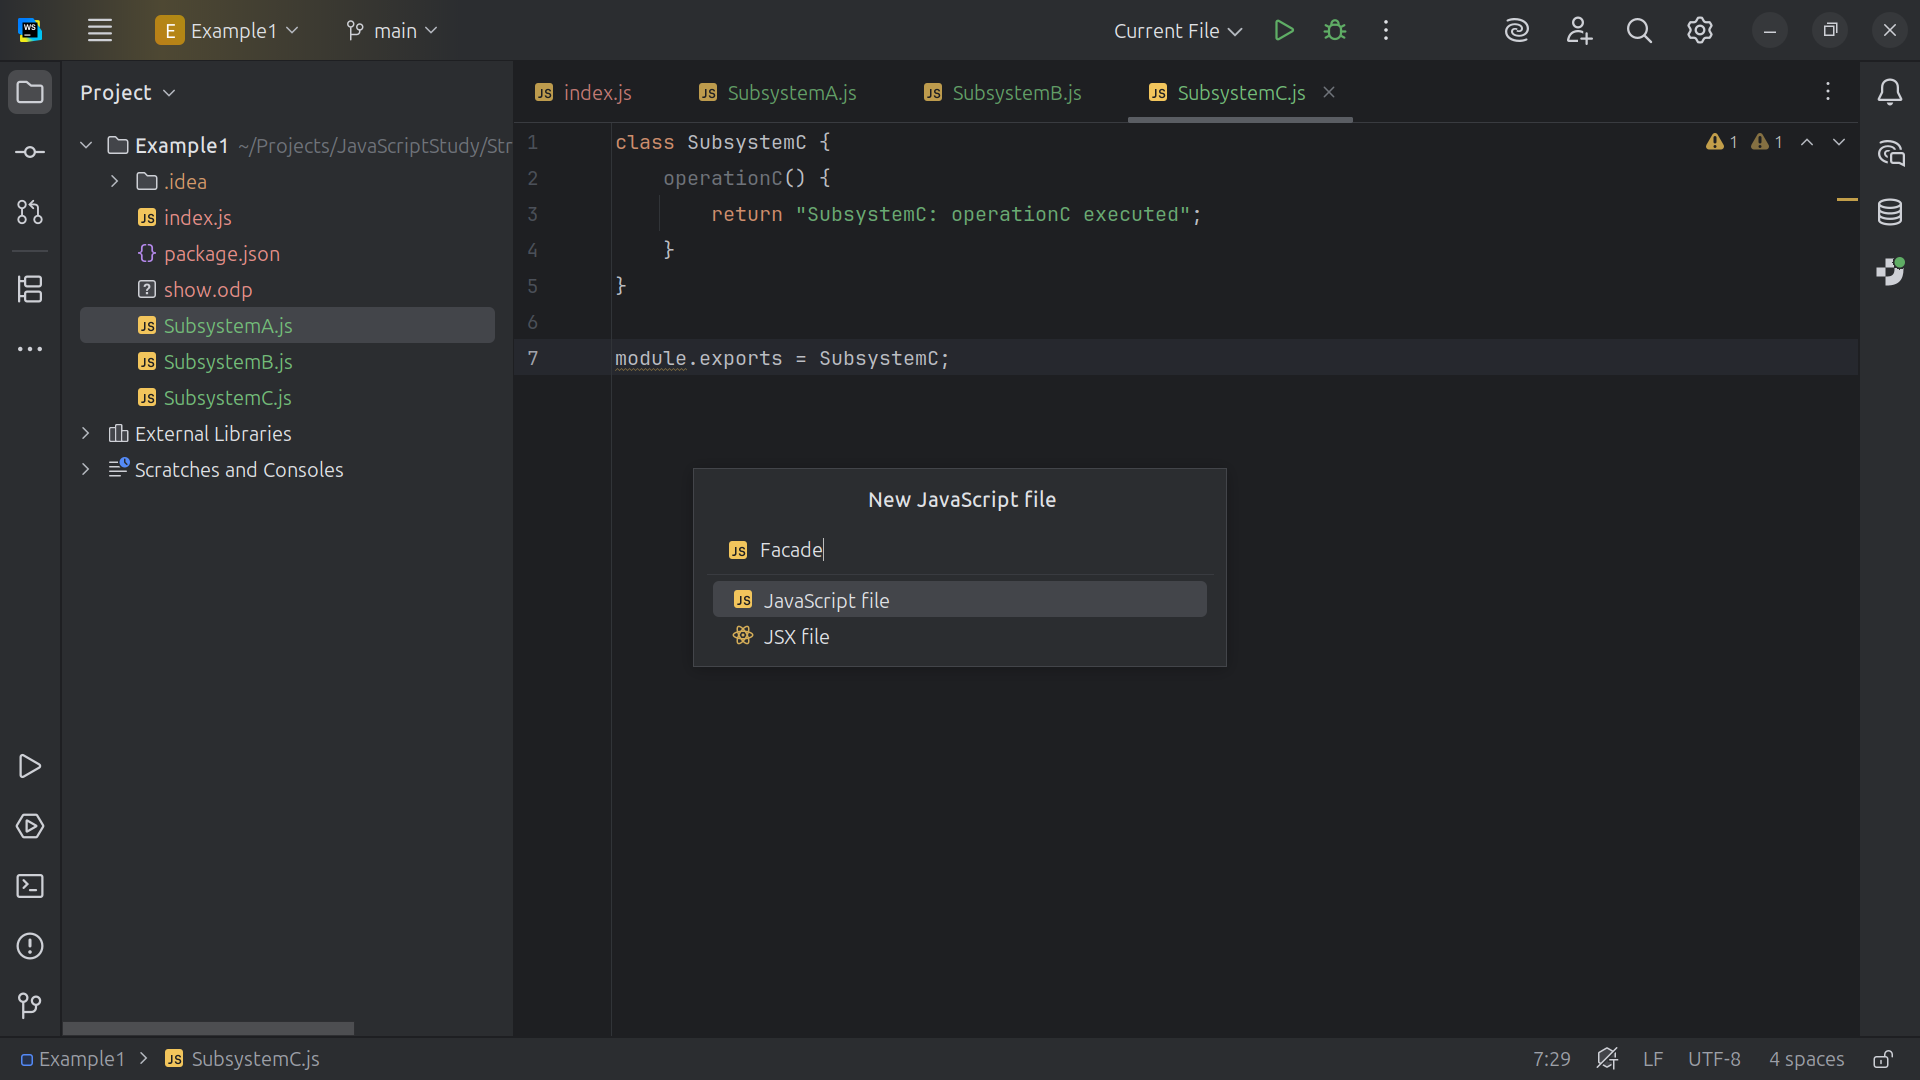 Example1
main
Current File
Project
Example1 ~/Projects/JavaScriptStudy/Str
.idea
index.js
package.json
show.odp
SubsystemA.js
SubsystemB.js
SubsystemC.js
External Libraries
Scratches and Consoles
index.js
SubsystemA.js
SubsystemB.js
SubsystemC.js
1 class SubsystemC {
2 operationC() {
3 return "SubsystemC: operationC executed";
4 }
5 }
6
7 module.exports = SubsystemC;
1 1
New JavaScript file
Facade
JavaScript file
JSX file
Example1 > SubsystemC.js
7:29 LF UTF-8 4 spaces